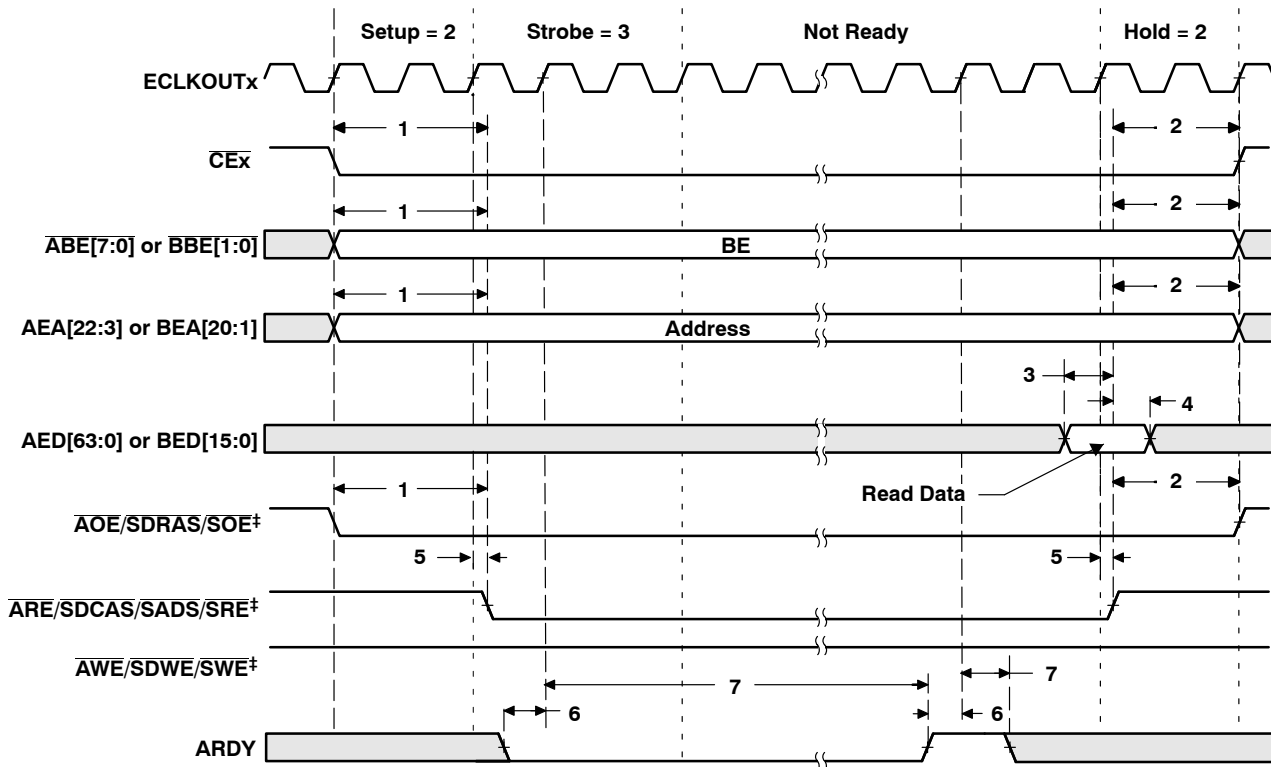 Setup = 2 Strobe = 3 Not Ready Hold = 2
ECLKOUTx
1 2
CEx
1 2
ABE[7:0] or BBE[1:0] BE
1 2
AEA[22:3] or BEA[20:1] Address
3
4
AED[63:0] or BED[15:0]
1 Read Data 2
AOE/SDRAS/SOE‡
5 5
ARE/SDCAS/SADS/SRE‡
AWE/SDWE/SWE‡
7 7
6 6
ARDY